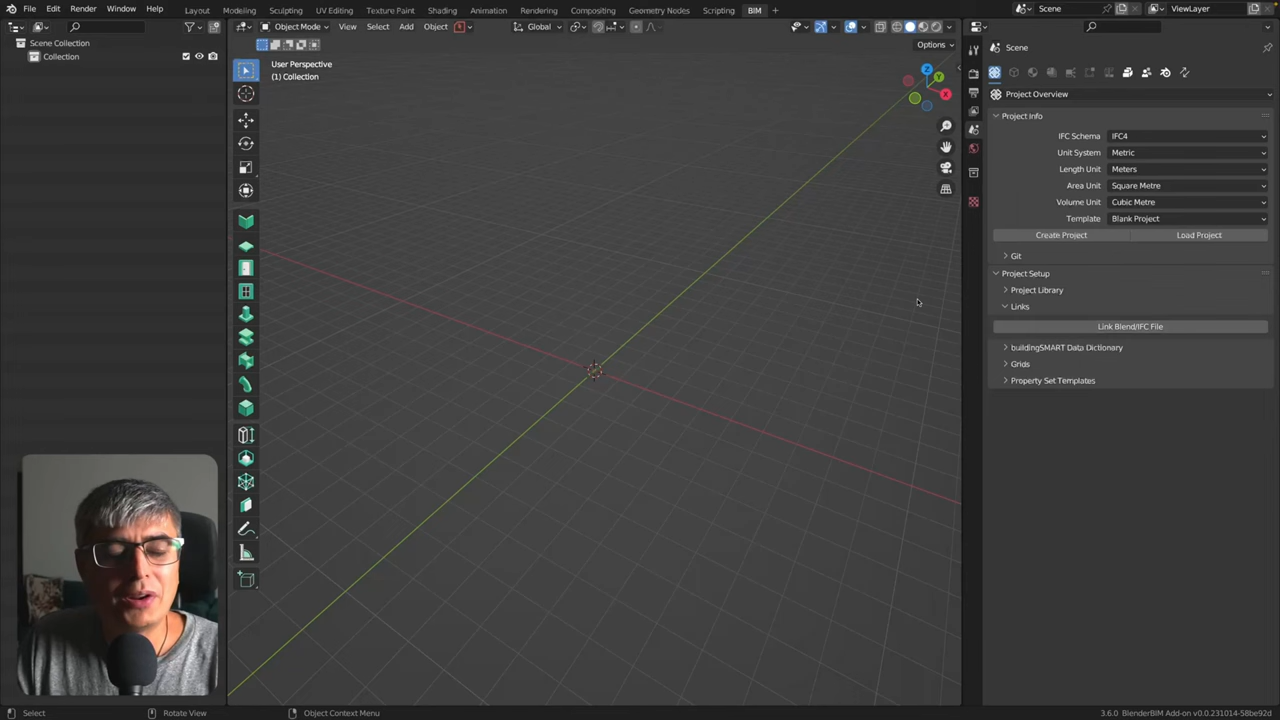 File Edit Render Window Help
Layout Modeling Sculpting UV Editing Texture Paint Shading Animation Rendering Compositing Geometry Nodes Scripting BIM +
Scene
ViewLayer
Object Mode View Select Add Object
Global
Options
Scene Collection
Collection
User Perspective
(1) Collection
Z
Y
X
Scene
Project Overview
Project Info
IFC Schema IFC4
Unit System Metric
Length Unit Meters
Area Unit Square Metre
Volume Unit Cubic Metre
Template Blank Project
Create Project Load Project
Git
Project Setup
Project Library
Links
Link Blend/IFC File
buildingSMART Data Dictionary
Grids
Property Set Templates
Select Rotate View Object Context Menu
3.6.0 BlenderBIM Add-on v0.0.231014-58be92d